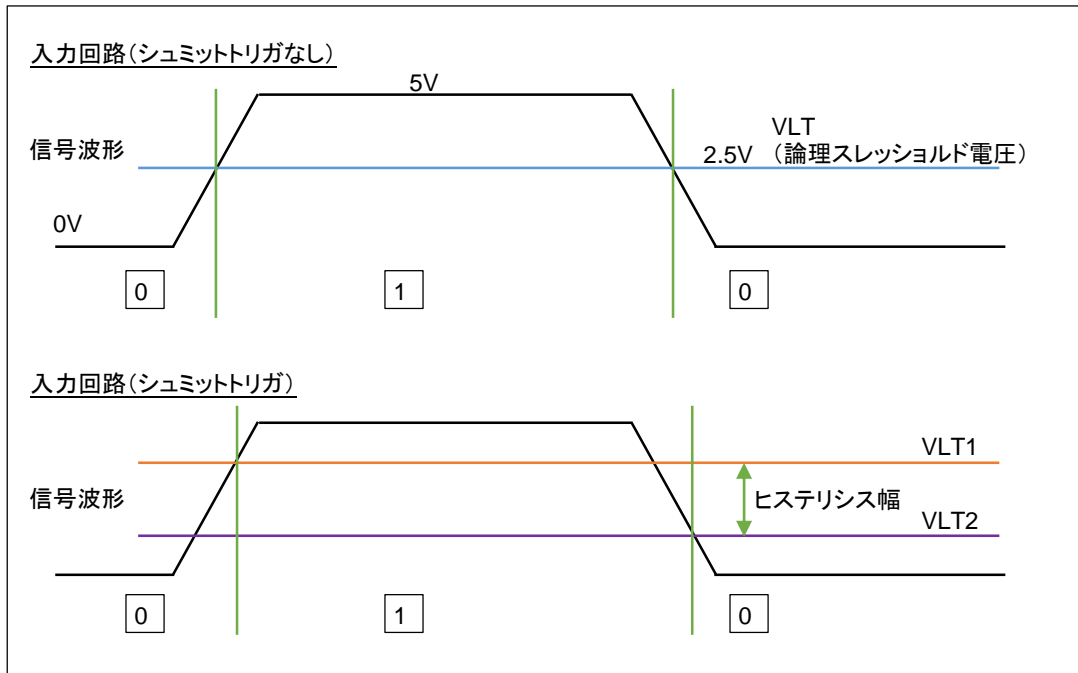 入力回路(シュミットトリガなし)
5V
信号波形
VLT
2.5V (論理スレッショルド電圧)
0V
0 1 0
入力回路(シュミットトリガ)
VLT1
信号波形
ヒステリシス幅
VLT2
0 1 0